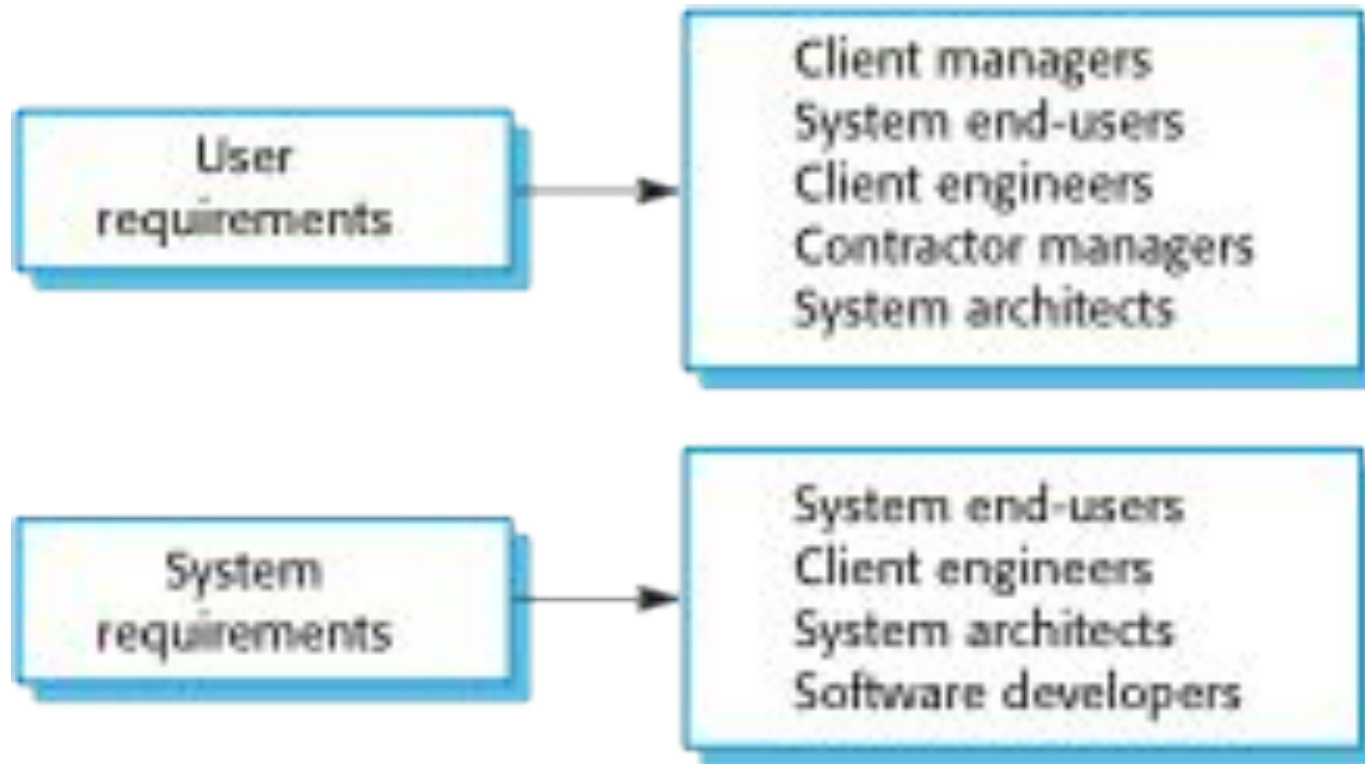 User
requirements
Client managers
System end-users
Client engineers
Contractor managers
System architects
System
requirements
System end-users
Client engineers
System architects
Software developers